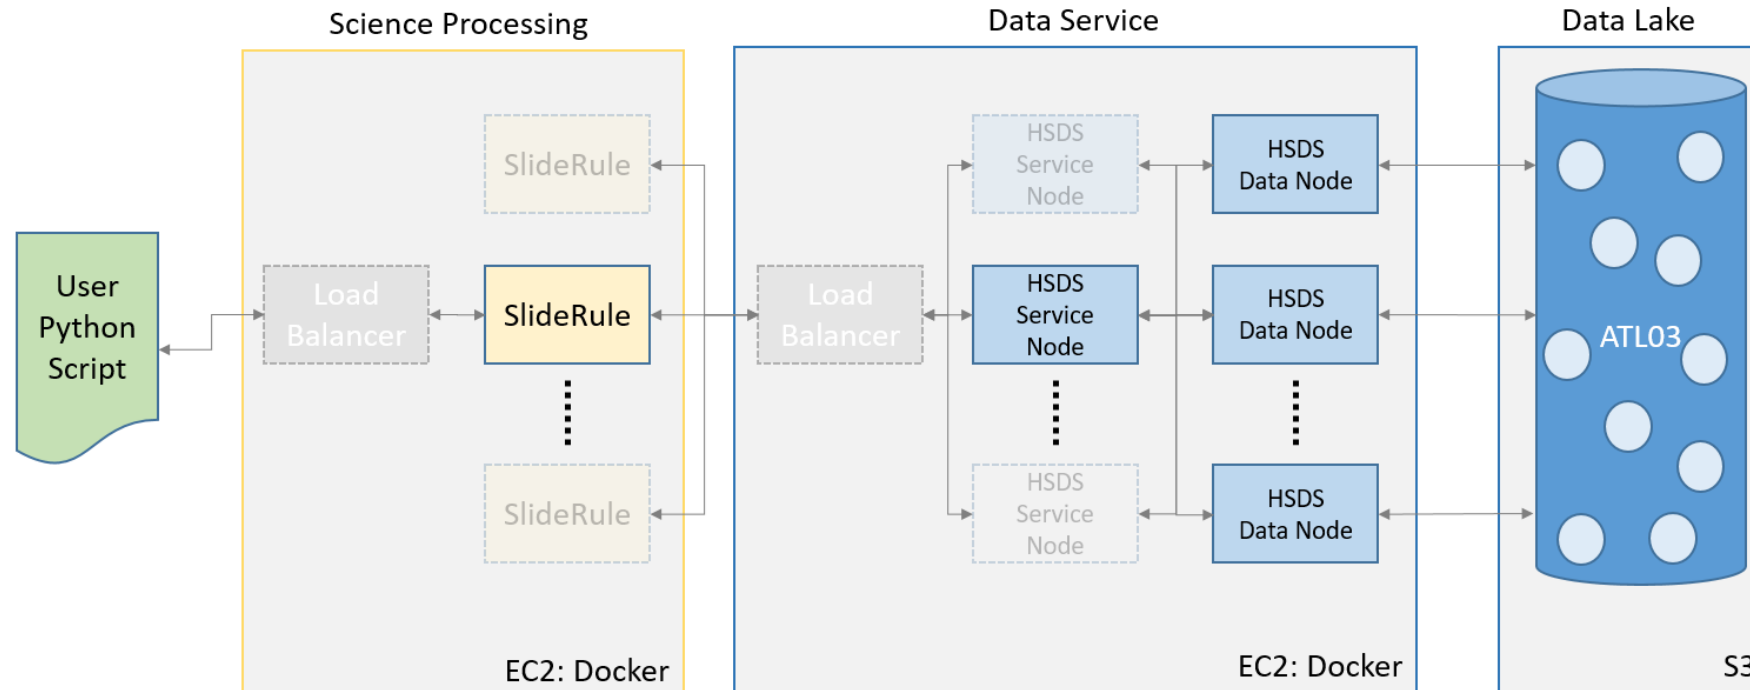 Science Processing
Data Service
Data Lake
User
Python
Script
Load
Balancer
SlideRule
SlideRule
SlideRule
EC2: Docker
Load
Balancer
HSDS
Service
Node
HSDS
Service
Node
HSDS
Service
Node
HSDS
Data Node
HSDS
Data Node
HSDS
Data Node
EC2: Docker
ATL03
S3